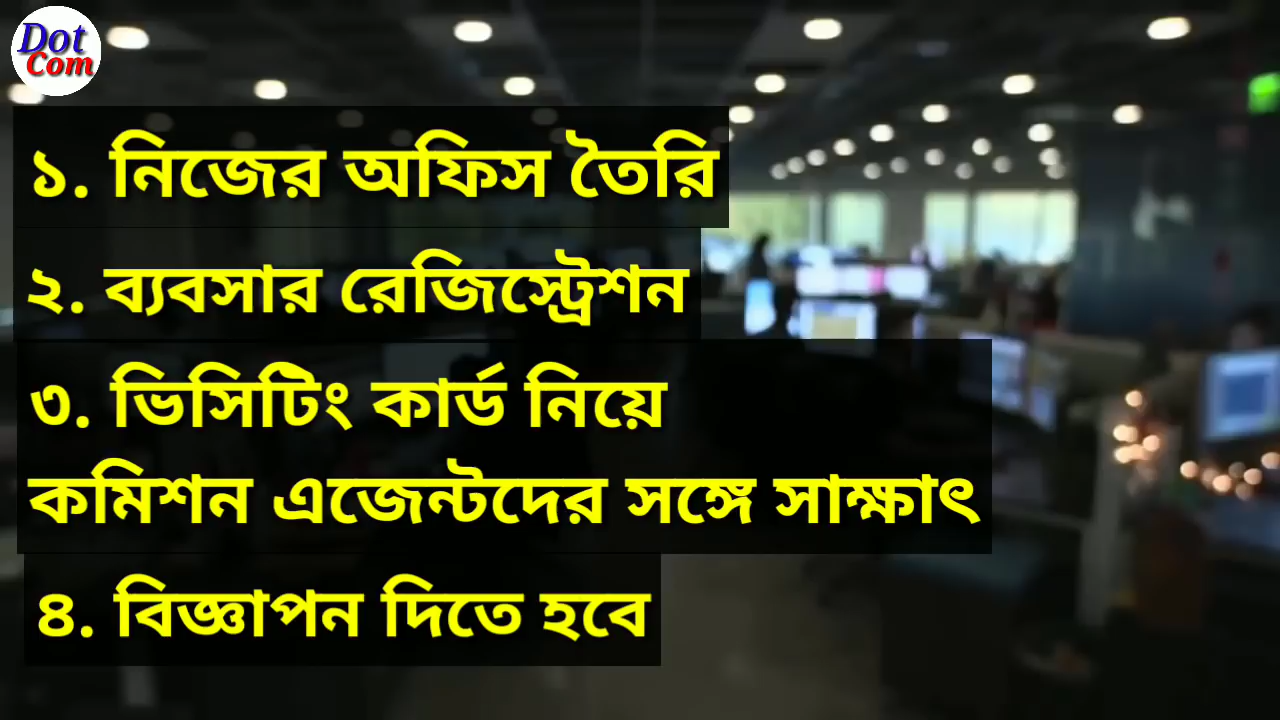 Dot
Com
১. নিজের অফিস তৈরি
২. ব্যবসার রেজিস্ট্রেশন
৩. ভিসিটিং কার্ড নিয়ে
কমিশন এজেন্টদের সঙ্গে সাক্ষাৎ
৪. বিজ্ঞাপন দিতে হবে